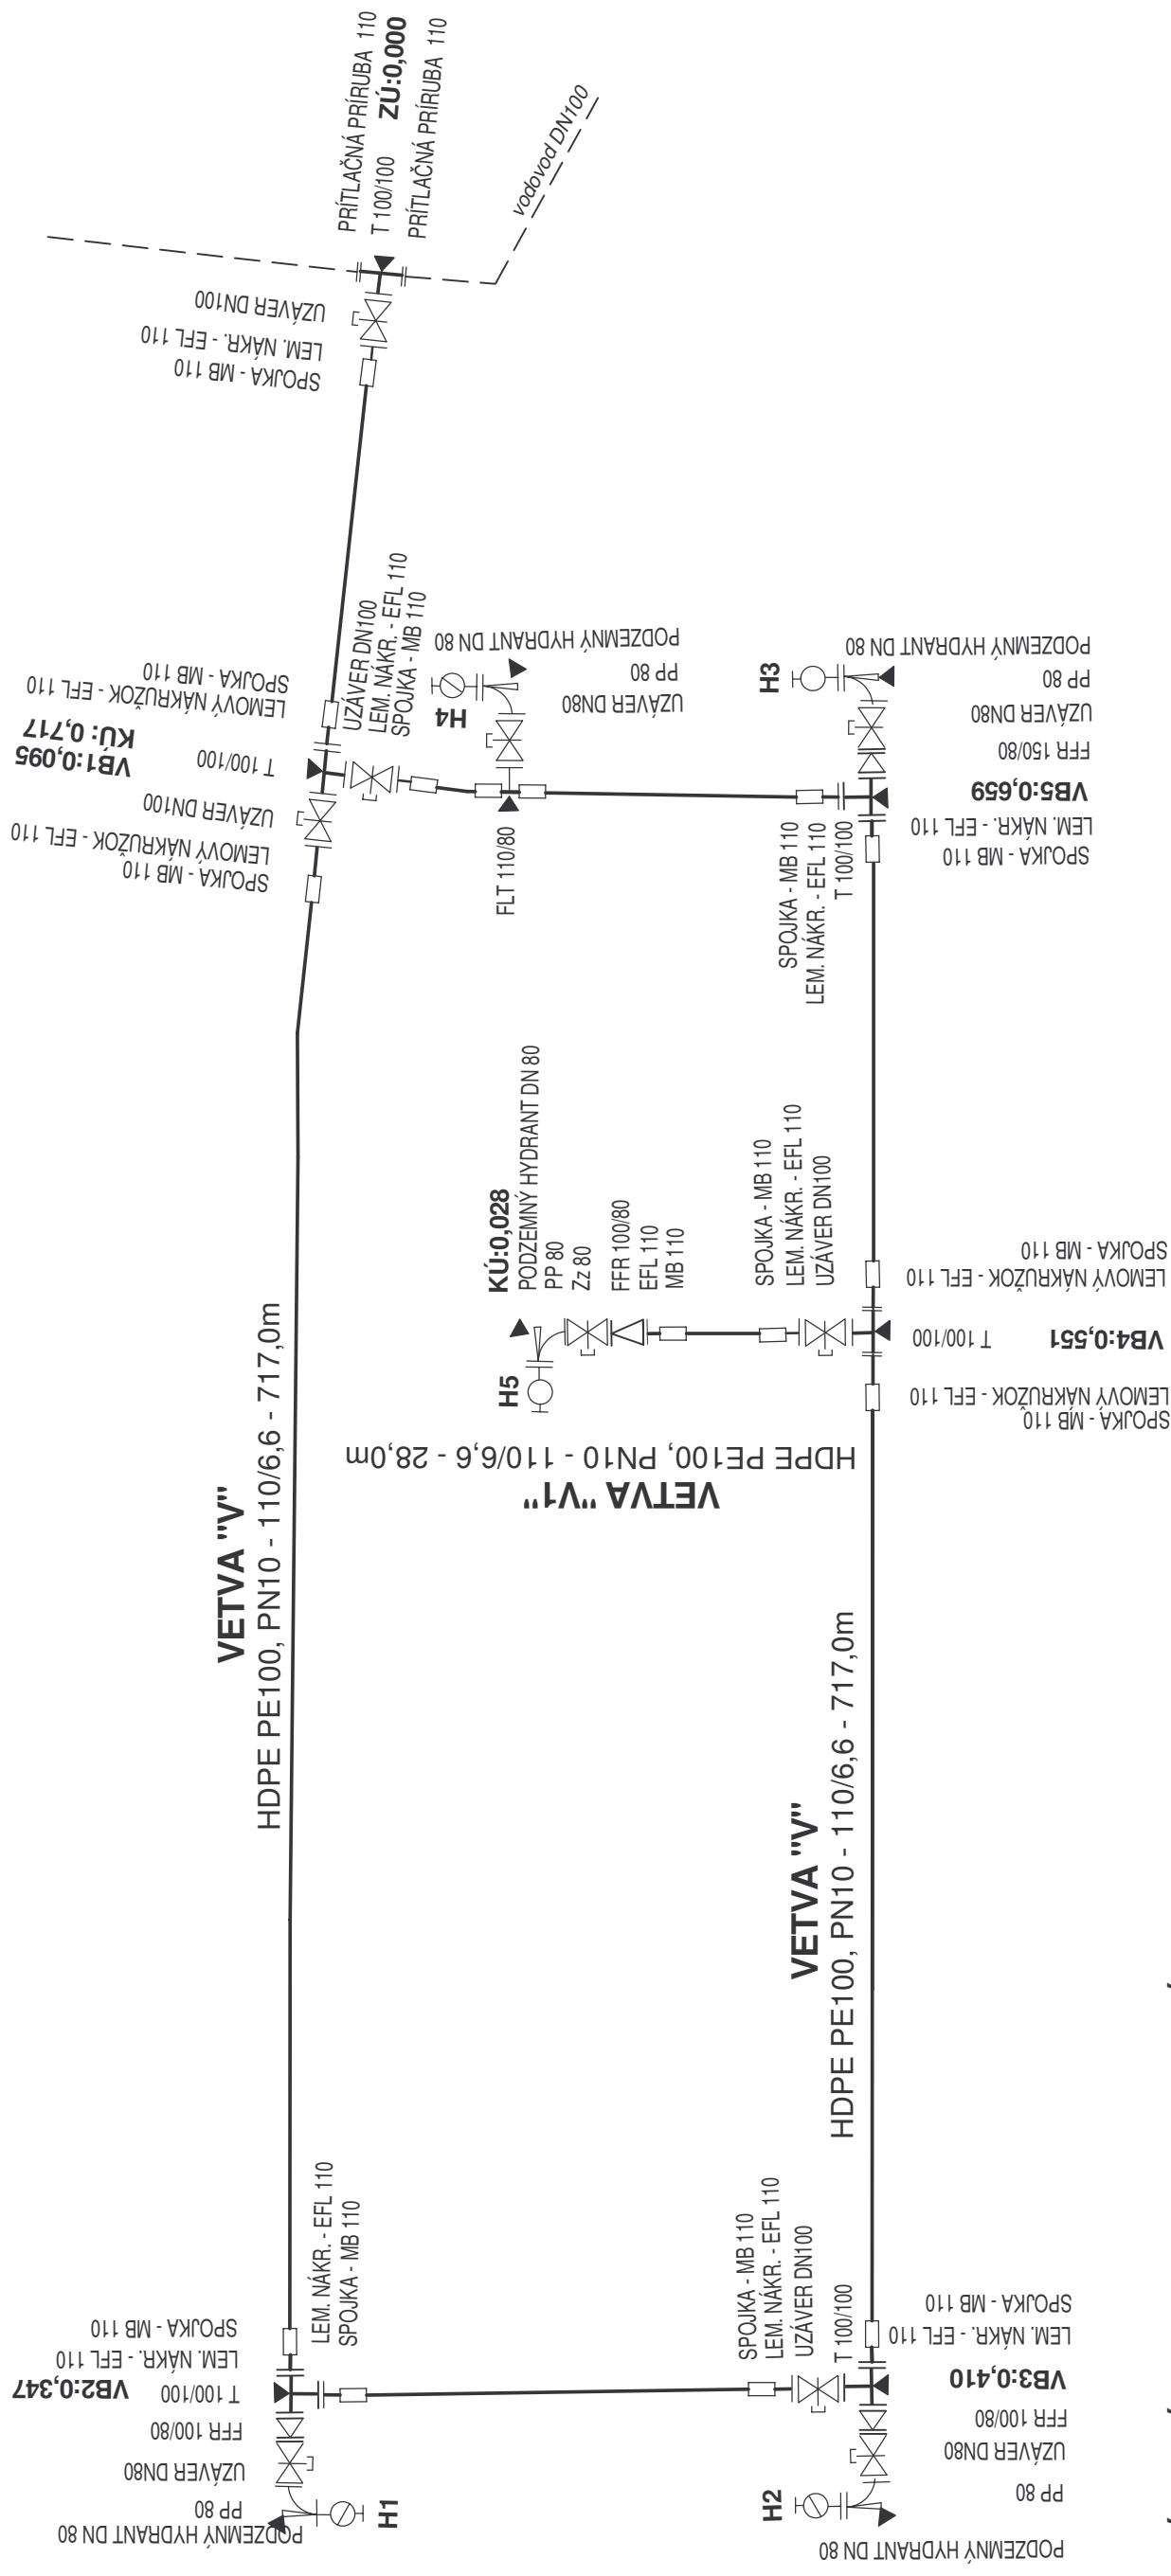 PRÍTLAČNÁ PRÍRUBA 110
T 100/100 ZÚ:0,000
PRÍTLAČNÁ PRÍRUBA 110
vodovod DN100
UZÁVER DN100
LEM. NÁKR. - EFL 110
SPOJKA - MB 110
SPOJKA - MB 110
LEMOVÝ NÁKRUŽOK - EFL 110
KÚ: 0,717
VB1:0,095
T 100/100
UZÁVER DN100
LEMOVÝ NÁKRUŽOK - EFL 110
SPOJKA - MB 110
UZÁVER DN100
LEM. NÁKR. - EFL 110
SPOJKA - MB 110
H4
PODZEMNÝ HYDRANT DN 80
PP 80
UZÁVER DN80
FLT 110/80
H3
PODZEMNÝ HYDRANT DN 80
PP 80
UZÁVER DN80
FFR 150/80
VB5:0,659
LEM. NÁKR. - EFL 110
SPOJKA - MB 110
SPOJKA - MB 110
LEM. NÁKR. - EFL 110
T 100/100
KÚ:0,028
PODZEMNÝ HYDRANT DN 80
PP 80
Zz 80
FFR 100/80
EFL 110
MB 110
H5
SPOJKA - MB 110
LEM. NÁKR. - EFL 110
UZÁVER DN100
SPOJKA - MB 110
LEMOVÝ NÁKRUŽOK - EFL 110
T 100/100
VB4:0,551
LEMOVÝ NÁKRUŽOK - EFL 110
SPOJKA - MB 110
VETVA "V1"
HDPE PE100, PN10 - 110/6,6 - 28,0m
VETVA "V"
HDPE PE100, PN10 - 110/6,6 - 717,0m
VETVA "V"
HDPE PE100, PN10 - 110/6,6 - 717,0m
LEM. NÁKR. - EFL 110
SPOJKA - MB 110
SPOJKA - MB 110
LEM. NÁKR. - EFL 110
VB2:0,347
T 100/100
FFR 100/80
UZÁVER DN80
PP 80
PODZEMNÝ HYDRANT DN 80
H1
SPOJKA - MB 110
LEM. NÁKR. - EFL 110
UZÁVER DN100
T 100/100
SPOJKA - MB 110
LEM. NÁKR. - EFL 110
VB3:0,410
FFR 100/80
UZÁVER DN80
PP 80
PODZEMNÝ HYDRANT DN 80
H2